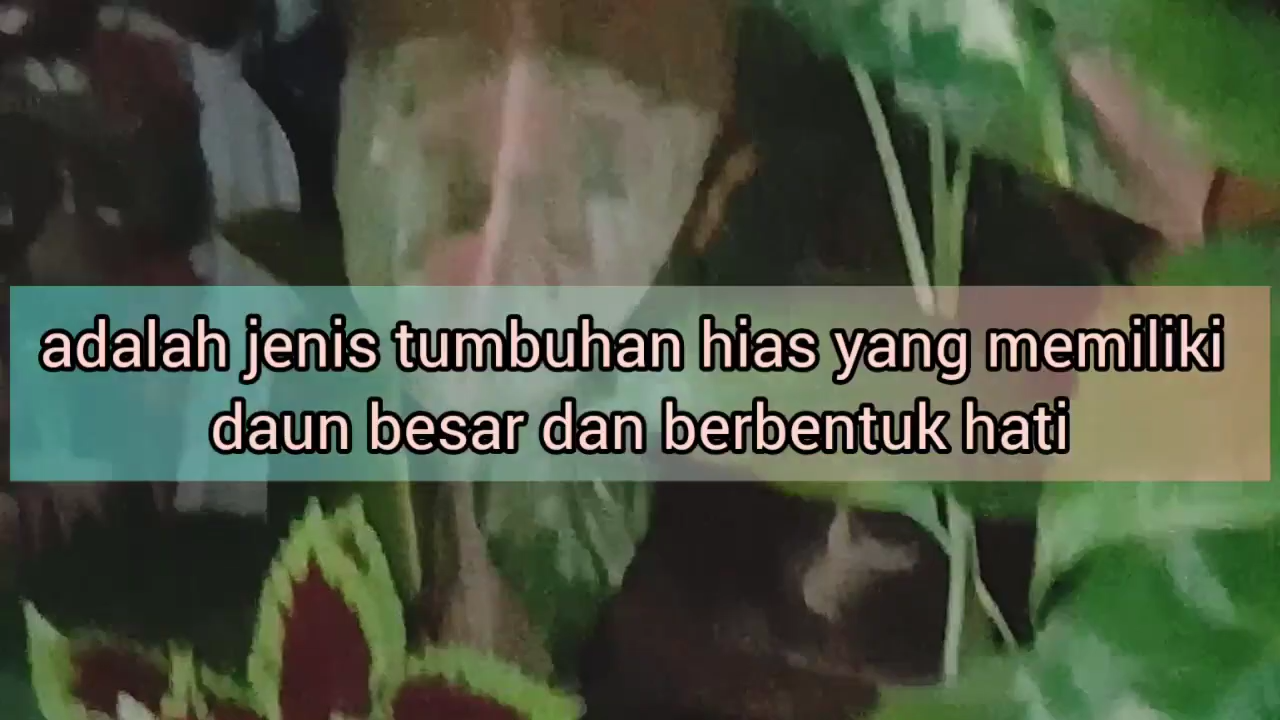 adalah jenis tumbuhan hias yang memiliki
daun besar dan berbentuk hati